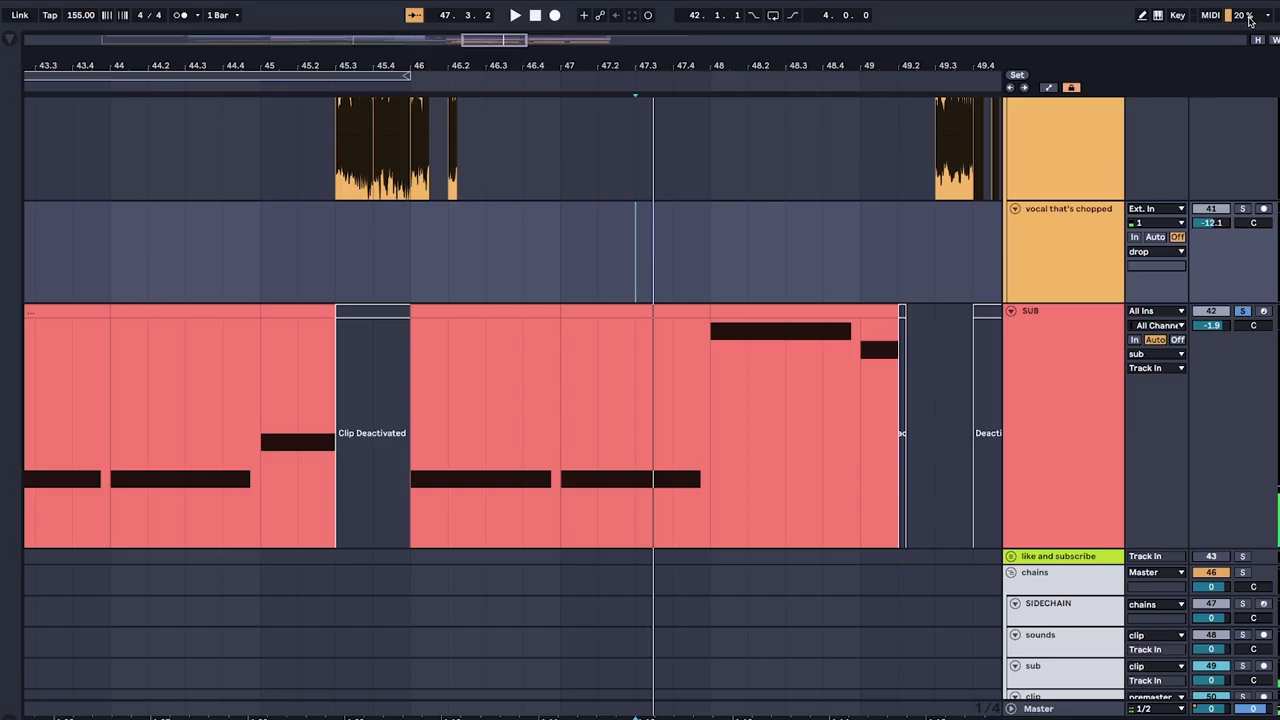 Link Tap 155.00 4 / 4 1 Bar 47. 3. 2 42. 1. 1 4. 0. 0 Key MIDI 20 %
H W
43.3 43.4 44 44.2 44.3 44.4 45 45.2 45.3 45.4 46 46.2 46.3 46.4 47 47.2 47.3 47.4 48 48.2 48.3 48.4 49 49.2 49.3 49.4
Set
vocal that's chopped Ext. In 41 S
1 -12.1 C
In Auto Off
drop
... SUB All Ins 42 S
All Channe -1.9 C
In Auto Off
sub
Track In
Clip Deactivated Deacti
like and subscribe Track In 43 S
chains Master 46 S
0 C
SIDECHAIN chains 47 S
0 C
sounds clip 48 S
Track In 0 C
sub clip 49 S
Track In 0 C
clip premaster 50 S
1/4 Master 1/2 0 0